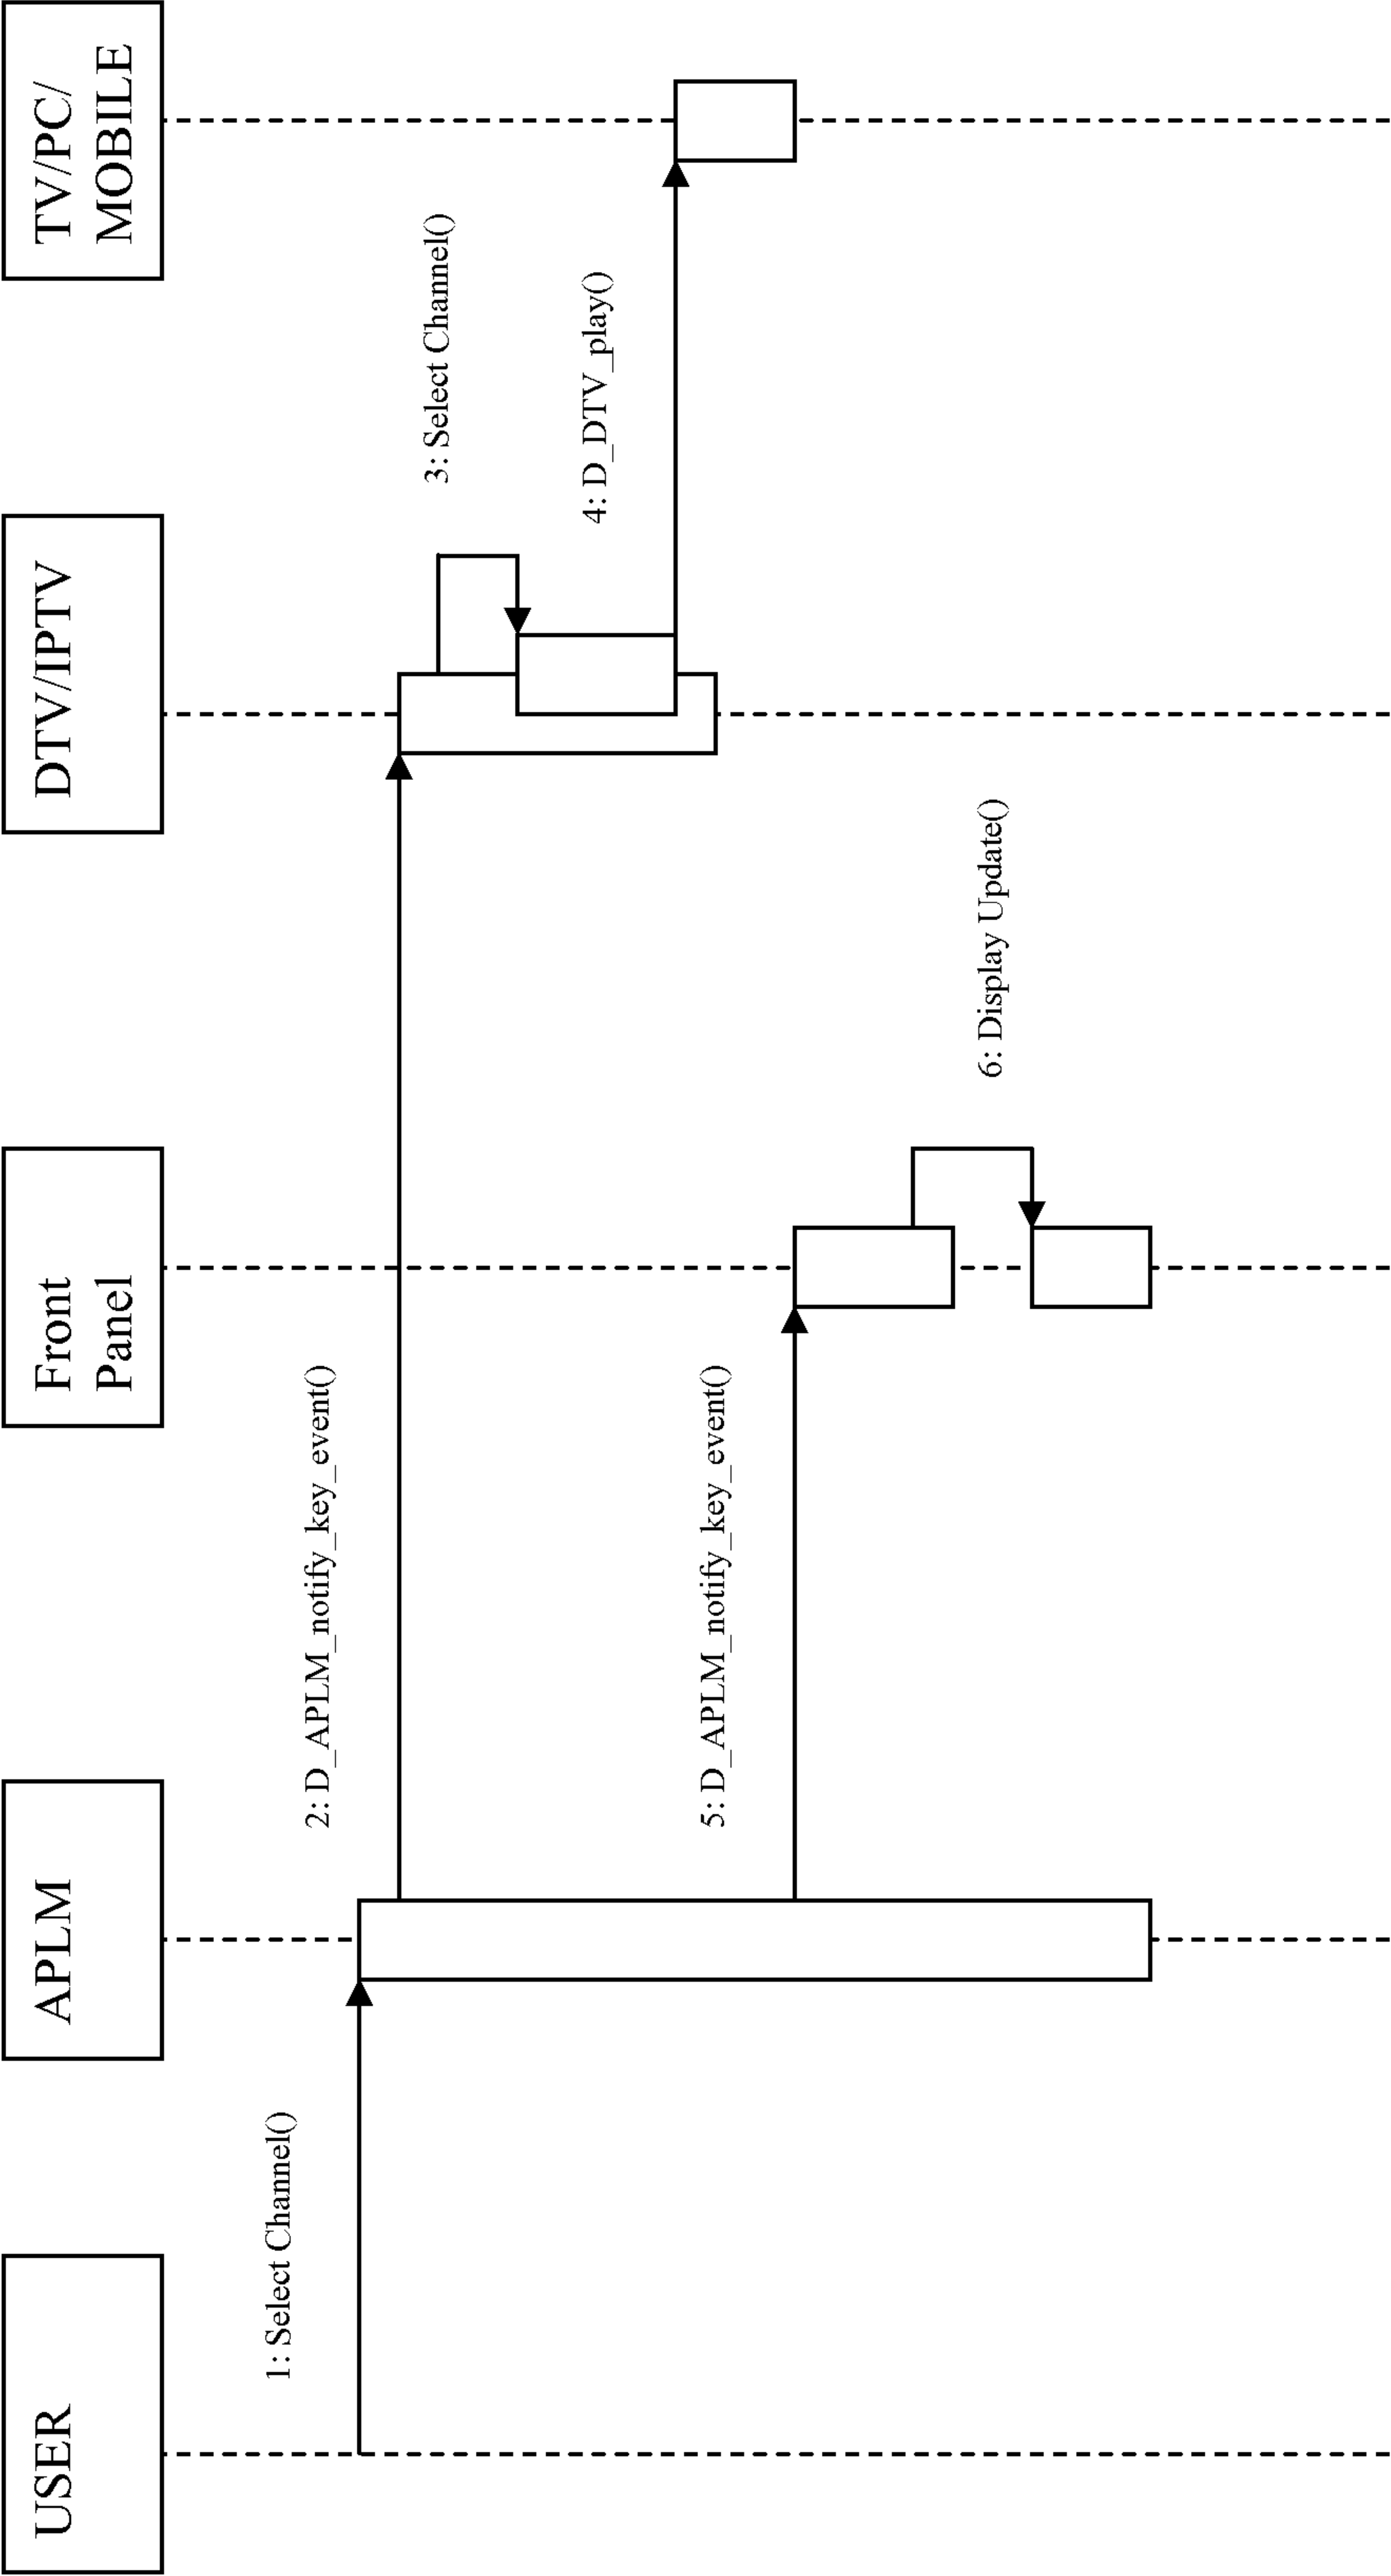 USER
APLM
Front
Panel
DTV/IPTV
TV/PC/
MOBILE
1: Select Channel()
2: D_APLM_notify_key_event()
3: Select Channel()
4: D_DTV_play()
5: D_APLM_notify_key_event()
6: Display Update()